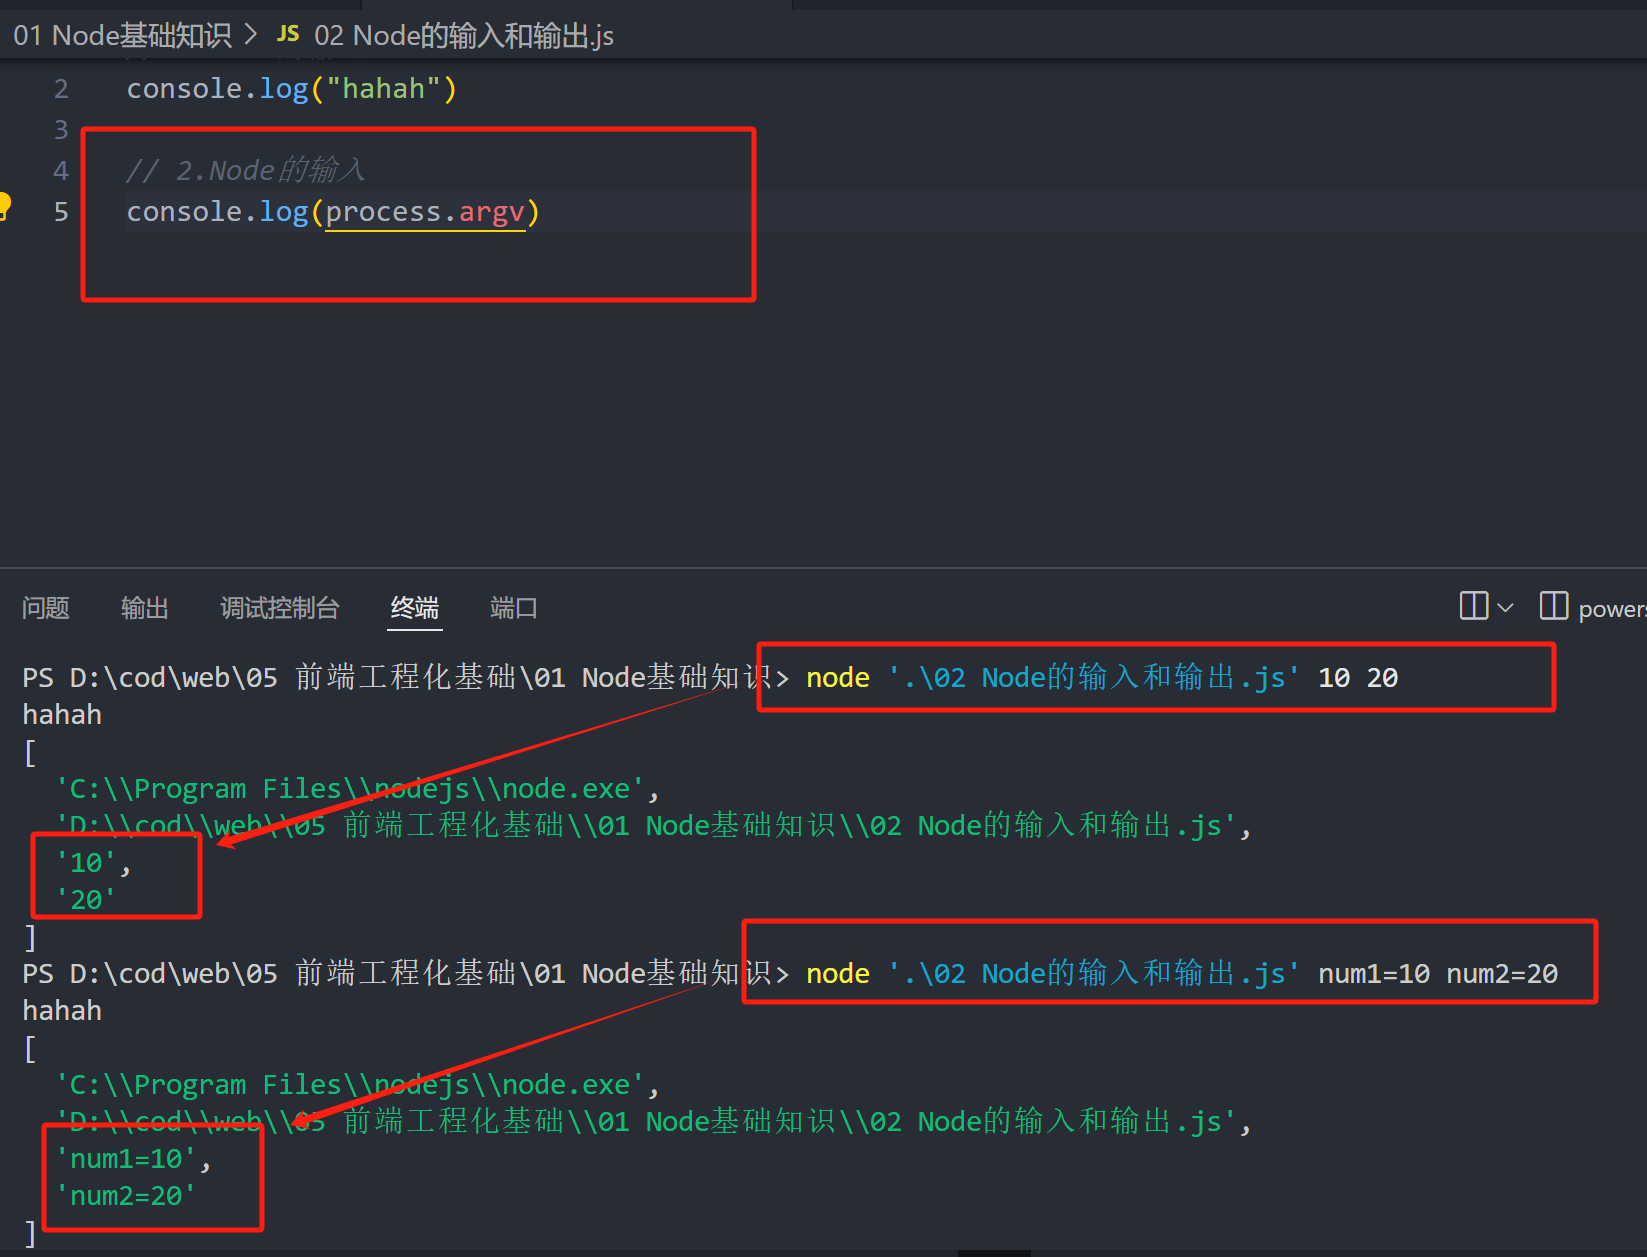 01 Node基础知识 > JS 02 Node的输入和输出.js
2 console.log("hahah")
3
4 // 2.Node的输入
5 console.log(process.argv)
问题 输出 调试控制台 终端 端口 powers
PS D:\cod\web\05 前端工程化基础\01 Node基础知识> node '.\02 Node的输入和输出.js' 10 20
hahah
[
'C:\\Program Files\\nodejs\\node.exe',
'D:\\cod\\web\\05 前端工程化基础\\01 Node基础知识\\02 Node的输入和输出.js',
'10',
'20'
]
PS D:\cod\web\05 前端工程化基础\01 Node基础知识> node '.\02 Node的输入和输出.js' num1=10 num2=20
hahah
[
'C:\\Program Files\\nodejs\\node.exe',
'D:\\cod\\web\\05 前端工程化基础\\01 Node基础知识\\02 Node的输入和输出.js',
'num1=10',
'num2=20'
]